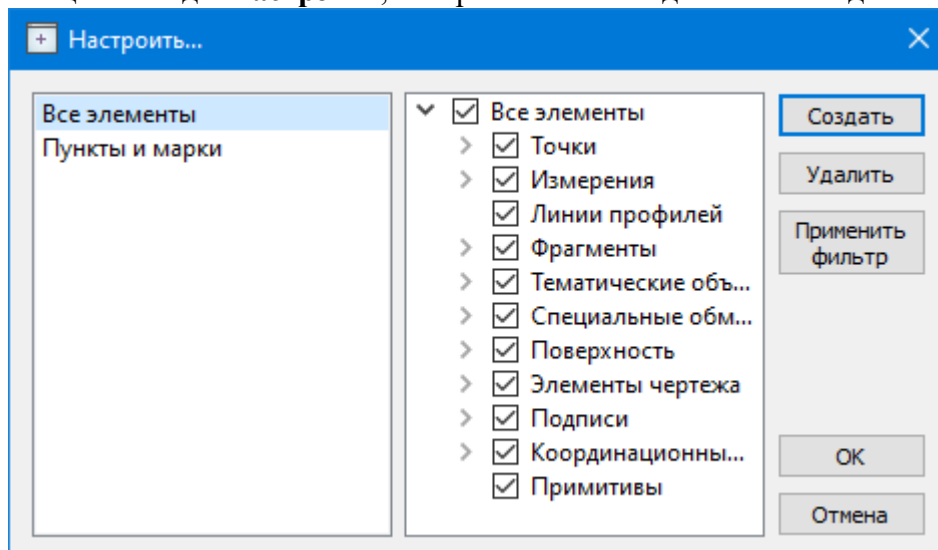 Настроить...
Все элементы
Пункты и марки
Все элементы
Точки
Измерения
Линии профилей
Фрагменты
Тематические объ...
Специальные обм...
Поверхность
Элементы чертежа
Подписи
Координационны...
Примитивы
Создать
Удалить
Применить
фильтр
ОК
Отмена